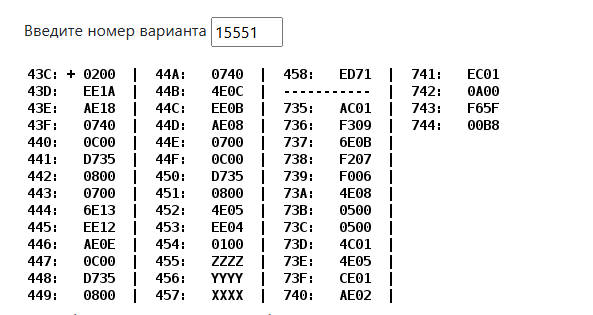 Введите номер варианта 15551
43C: + 0200 | 44A: 0740 | 458: ED71 | 741: EC01
43D: EE1A | 44B: 4E0C | ----------- | 742: 0A00
43E: AE18 | 44C: EE0B | 735: AC01 | 743: F65F
43F: 0740 | 44D: AE08 | 736: F309 | 744: 00B8
440: 0C00 | 44E: 0700 | 737: 6E0B |
441: D735 | 44F: 0C00 | 738: F207 |
442: 0800 | 450: D735 | 739: F006 |
443: 0700 | 451: 0800 | 73A: 4E08 |
444: 6E13 | 452: 4E05 | 73B: 0500 |
445: EE12 | 453: EE04 | 73C: 0500 |
446: AE0E | 454: 0100 | 73D: 4C01 |
447: 0C00 | 455: ZZZZ | 73E: 4E05 |
448: D735 | 456: YYYY | 73F: CE01 |
449: 0800 | 457: XXXX | 740: AE02 |